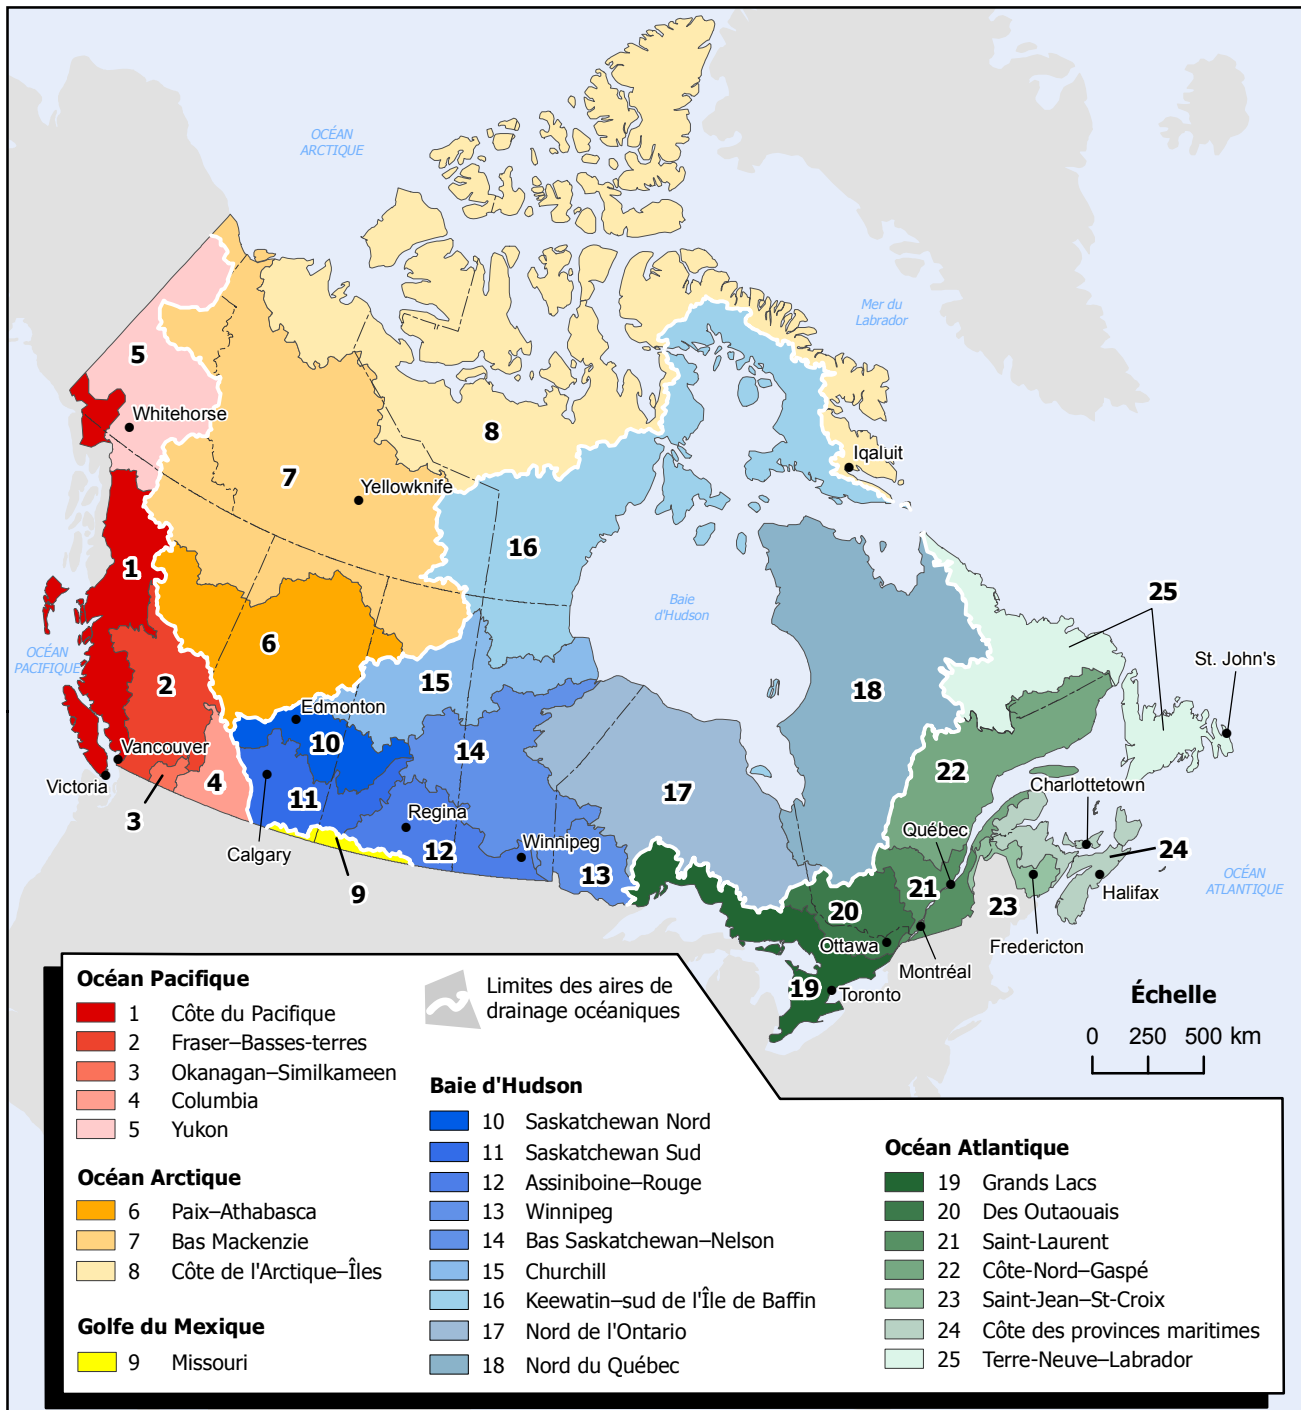 OCÉAN
ARCTIQUE
Mer du
Labrador
5
Whitehorse
8
Iqaluit
7
Yellowknife
16
1
25
Baie
d'Hudson
OCÉAN
PACIFIQUE
6
St. John's
2
15
18
Edmonton
10
14
Vancouver
22
4
Charlottetown
Victoria
11
17
3
Regina
Québec
Calgary
12
Winnipeg
24
9
13
21
Halifax
OCÉAN
ATLANTIQUE
20
23
Ottawa
Fredericton
Montréal
19
Toronto
Échelle
0 250 500 km
Limites des aires de
drainage océaniques
Océan Pacifique
1 Côte du Pacifique
2 Fraser–Basses-terres
3 Okanagan–Similkameen
4 Columbia
5 Yukon
Océan Arctique
6 Paix–Athabasca
7 Bas Mackenzie
8 Côte de l'Arctique–Îles
Golfe du Mexique
9 Missouri
Baie d'Hudson
10 Saskatchewan Nord
11 Saskatchewan Sud
12 Assiniboine–Rouge
13 Winnipeg
14 Bas Saskatchewan–Nelson
15 Churchill
16 Keewatin–sud de l'Île de Baffin
17 Nord de l'Ontario
18 Nord du Québec
Océan Atlantique
19 Grands Lacs
20 Des Outaouais
21 Saint-Laurent
22 Côte-Nord–Gaspé
23 Saint-Jean–St-Croix
24 Côte des provinces maritimes
25 Terre-Neuve–Labrador